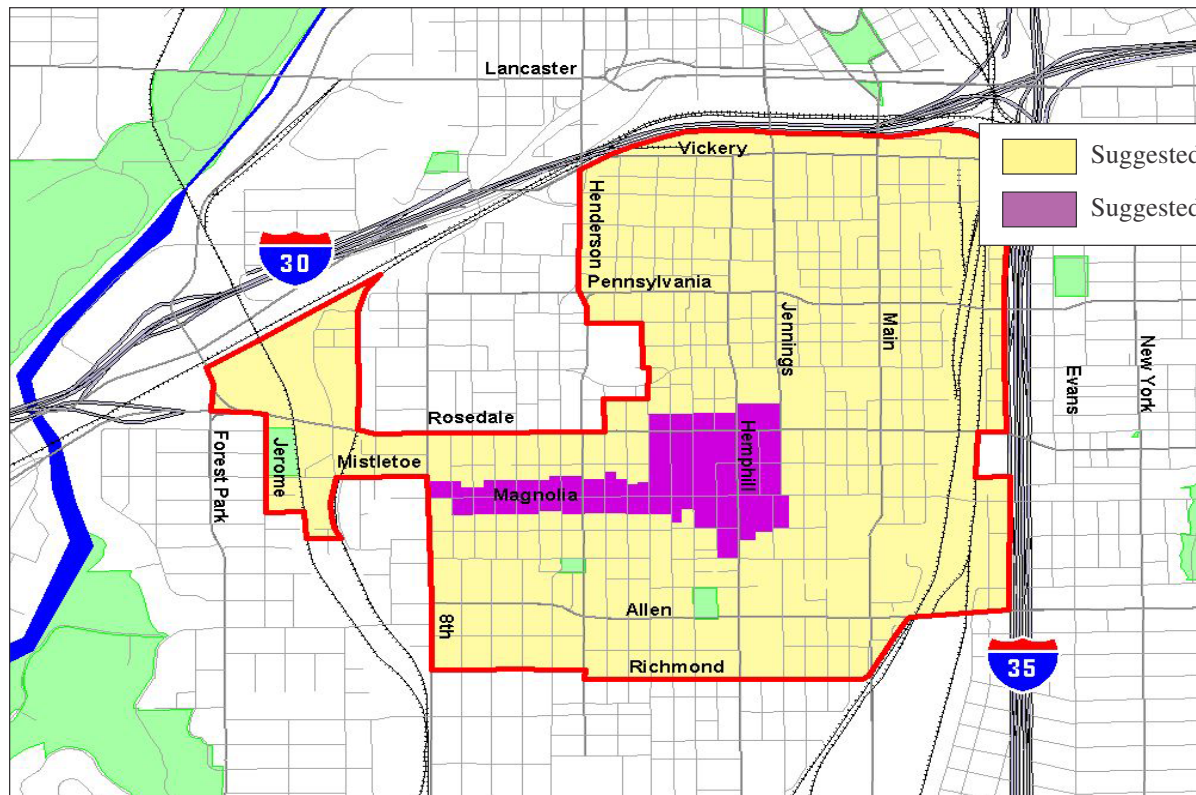 Lancaster
Vickery
Suggested
Suggested
Henderson
30
Pennsylvania
Jennings
Main
Evans
New York
Rosedale
Forest Park
Jerome
Mistletoe
Hemphill
Magnolia
Allen
8th
Richmond
35